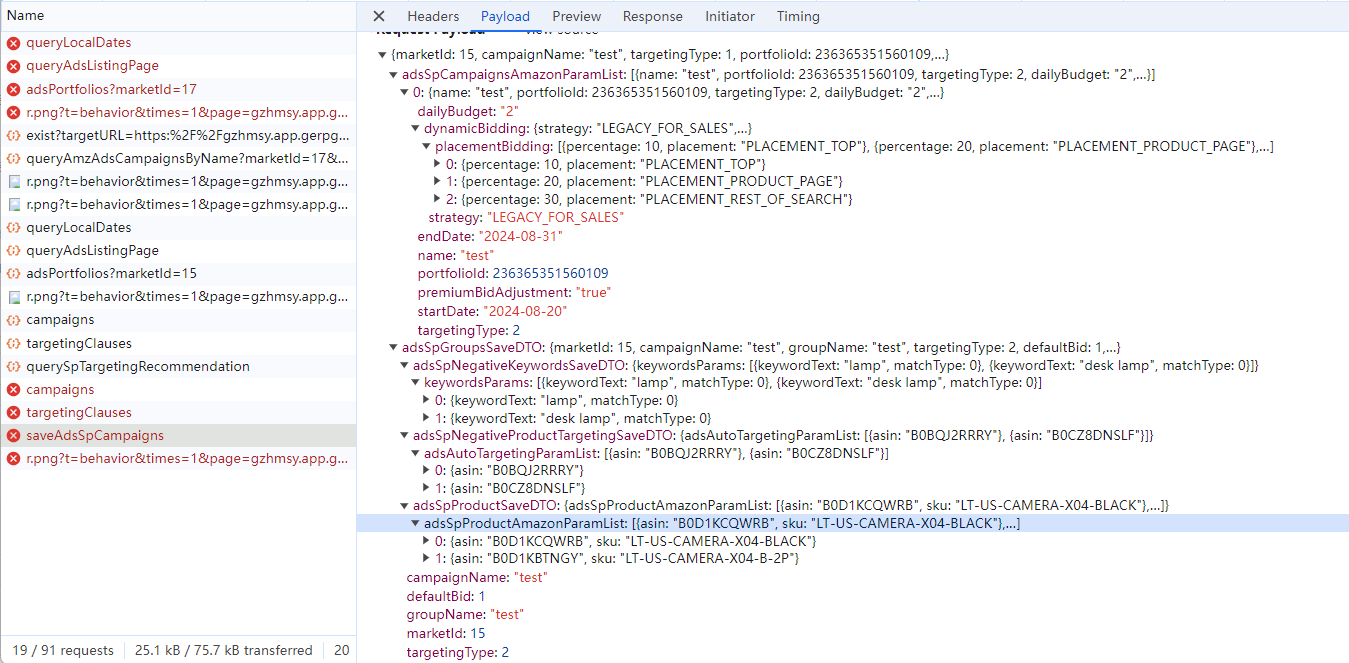 Name
queryLocalDates
queryAdsListingPage
adsPortfolios?marketId=17
r.png?t=behavior&times=1&page=gzhmsy.app.g...
exist?targetURL=https:%2F%2Fgzhmsy.app.gerpg...
queryAmzAdsCampaignsByName?marketId=17&...
r.png?t=behavior&times=1&page=gzhmsy.app.g...
r.png?t=behavior&times=1&page=gzhmsy.app.g...
queryLocalDates
queryAdsListingPage
adsPortfolios?marketId=15
r.png?t=behavior&times=1&page=gzhmsy.app.g...
campaigns
targetingClauses
querySpTargetingRecommendation
campaigns
targetingClauses
saveAdsSpCampaigns
r.png?t=behavior&times=1&page=gzhmsy.app.g...
19 / 91 requests 25.1 kB / 75.7 kB transferred 20
Headers Payload Preview Response Initiator Timing
Request Payload view source
{marketId: 15, campaignName: "test", targetingType: 1, portfolioId: 236365351560109,…}
adsSpCampaignsAmazonParamList: [{name: "test", portfolioId: 236365351560109, targetingType: 2, dailyBudget: "2",…}]
0: {name: "test", portfolioId: 236365351560109, targetingType: 2, dailyBudget: "2",…}
dailyBudget: "2"
dynamicBidding: {strategy: "LEGACY_FOR_SALES",…}
placementBidding: [{percentage: 10, placement: "PLACEMENT_TOP"}, {percentage: 20, placement: "PLACEMENT_PRODUCT_PAGE"},…]
0: {percentage: 10, placement: "PLACEMENT_TOP"}
1: {percentage: 20, placement: "PLACEMENT_PRODUCT_PAGE"}
2: {percentage: 30, placement: "PLACEMENT_REST_OF_SEARCH"}
strategy: "LEGACY_FOR_SALES"
endDate: "2024-08-31"
name: "test"
portfolioId: 236365351560109
premiumBidAdjustment: "true"
startDate: "2024-08-20"
targetingType: 2
adsSpGroupsSaveDTO: {marketId: 15, campaignName: "test", groupName: "test", targetingType: 2, defaultBid: 1,…}
adsSpNegativeKeywordsSaveDTO: {keywordsParams: [{keywordText: "lamp", matchType: 0}, {keywordText: "desk lamp", matchType: 0}]}
keywordsParams: [{keywordText: "lamp", matchType: 0}, {keywordText: "desk lamp", matchType: 0}]
0: {keywordText: "lamp", matchType: 0}
1: {keywordText: "desk lamp", matchType: 0}
adsSpNegativeProductTargetingSaveDTO: {adsAutoTargetingParamList: [{asin: "B0BQJ2RRRY"}, {asin: "B0CZ8DNSLF"}]}
adsAutoTargetingParamList: [{asin: "B0BQJ2RRRY"}, {asin: "B0CZ8DNSLF"}]
0: {asin: "B0BQJ2RRRY"}
1: {asin: "B0CZ8DNSLF"}
adsSpProductSaveDTO: {adsSpProductAmazonParamList: [{asin: "B0D1KCQWRB", sku: "LT-US-CAMERA-X04-BLACK"},…]}
adsSpProductAmazonParamList: [{asin: "B0D1KCQWRB", sku: "LT-US-CAMERA-X04-BLACK"},…]
0: {asin: "B0D1KCQWRB", sku: "LT-US-CAMERA-X04-BLACK"}
1: {asin: "B0D1KBTNGY", sku: "LT-US-CAMERA-X04-B-2P"}
campaignName: "test"
defaultBid: 1
groupName: "test"
marketId: 15
targetingType: 2